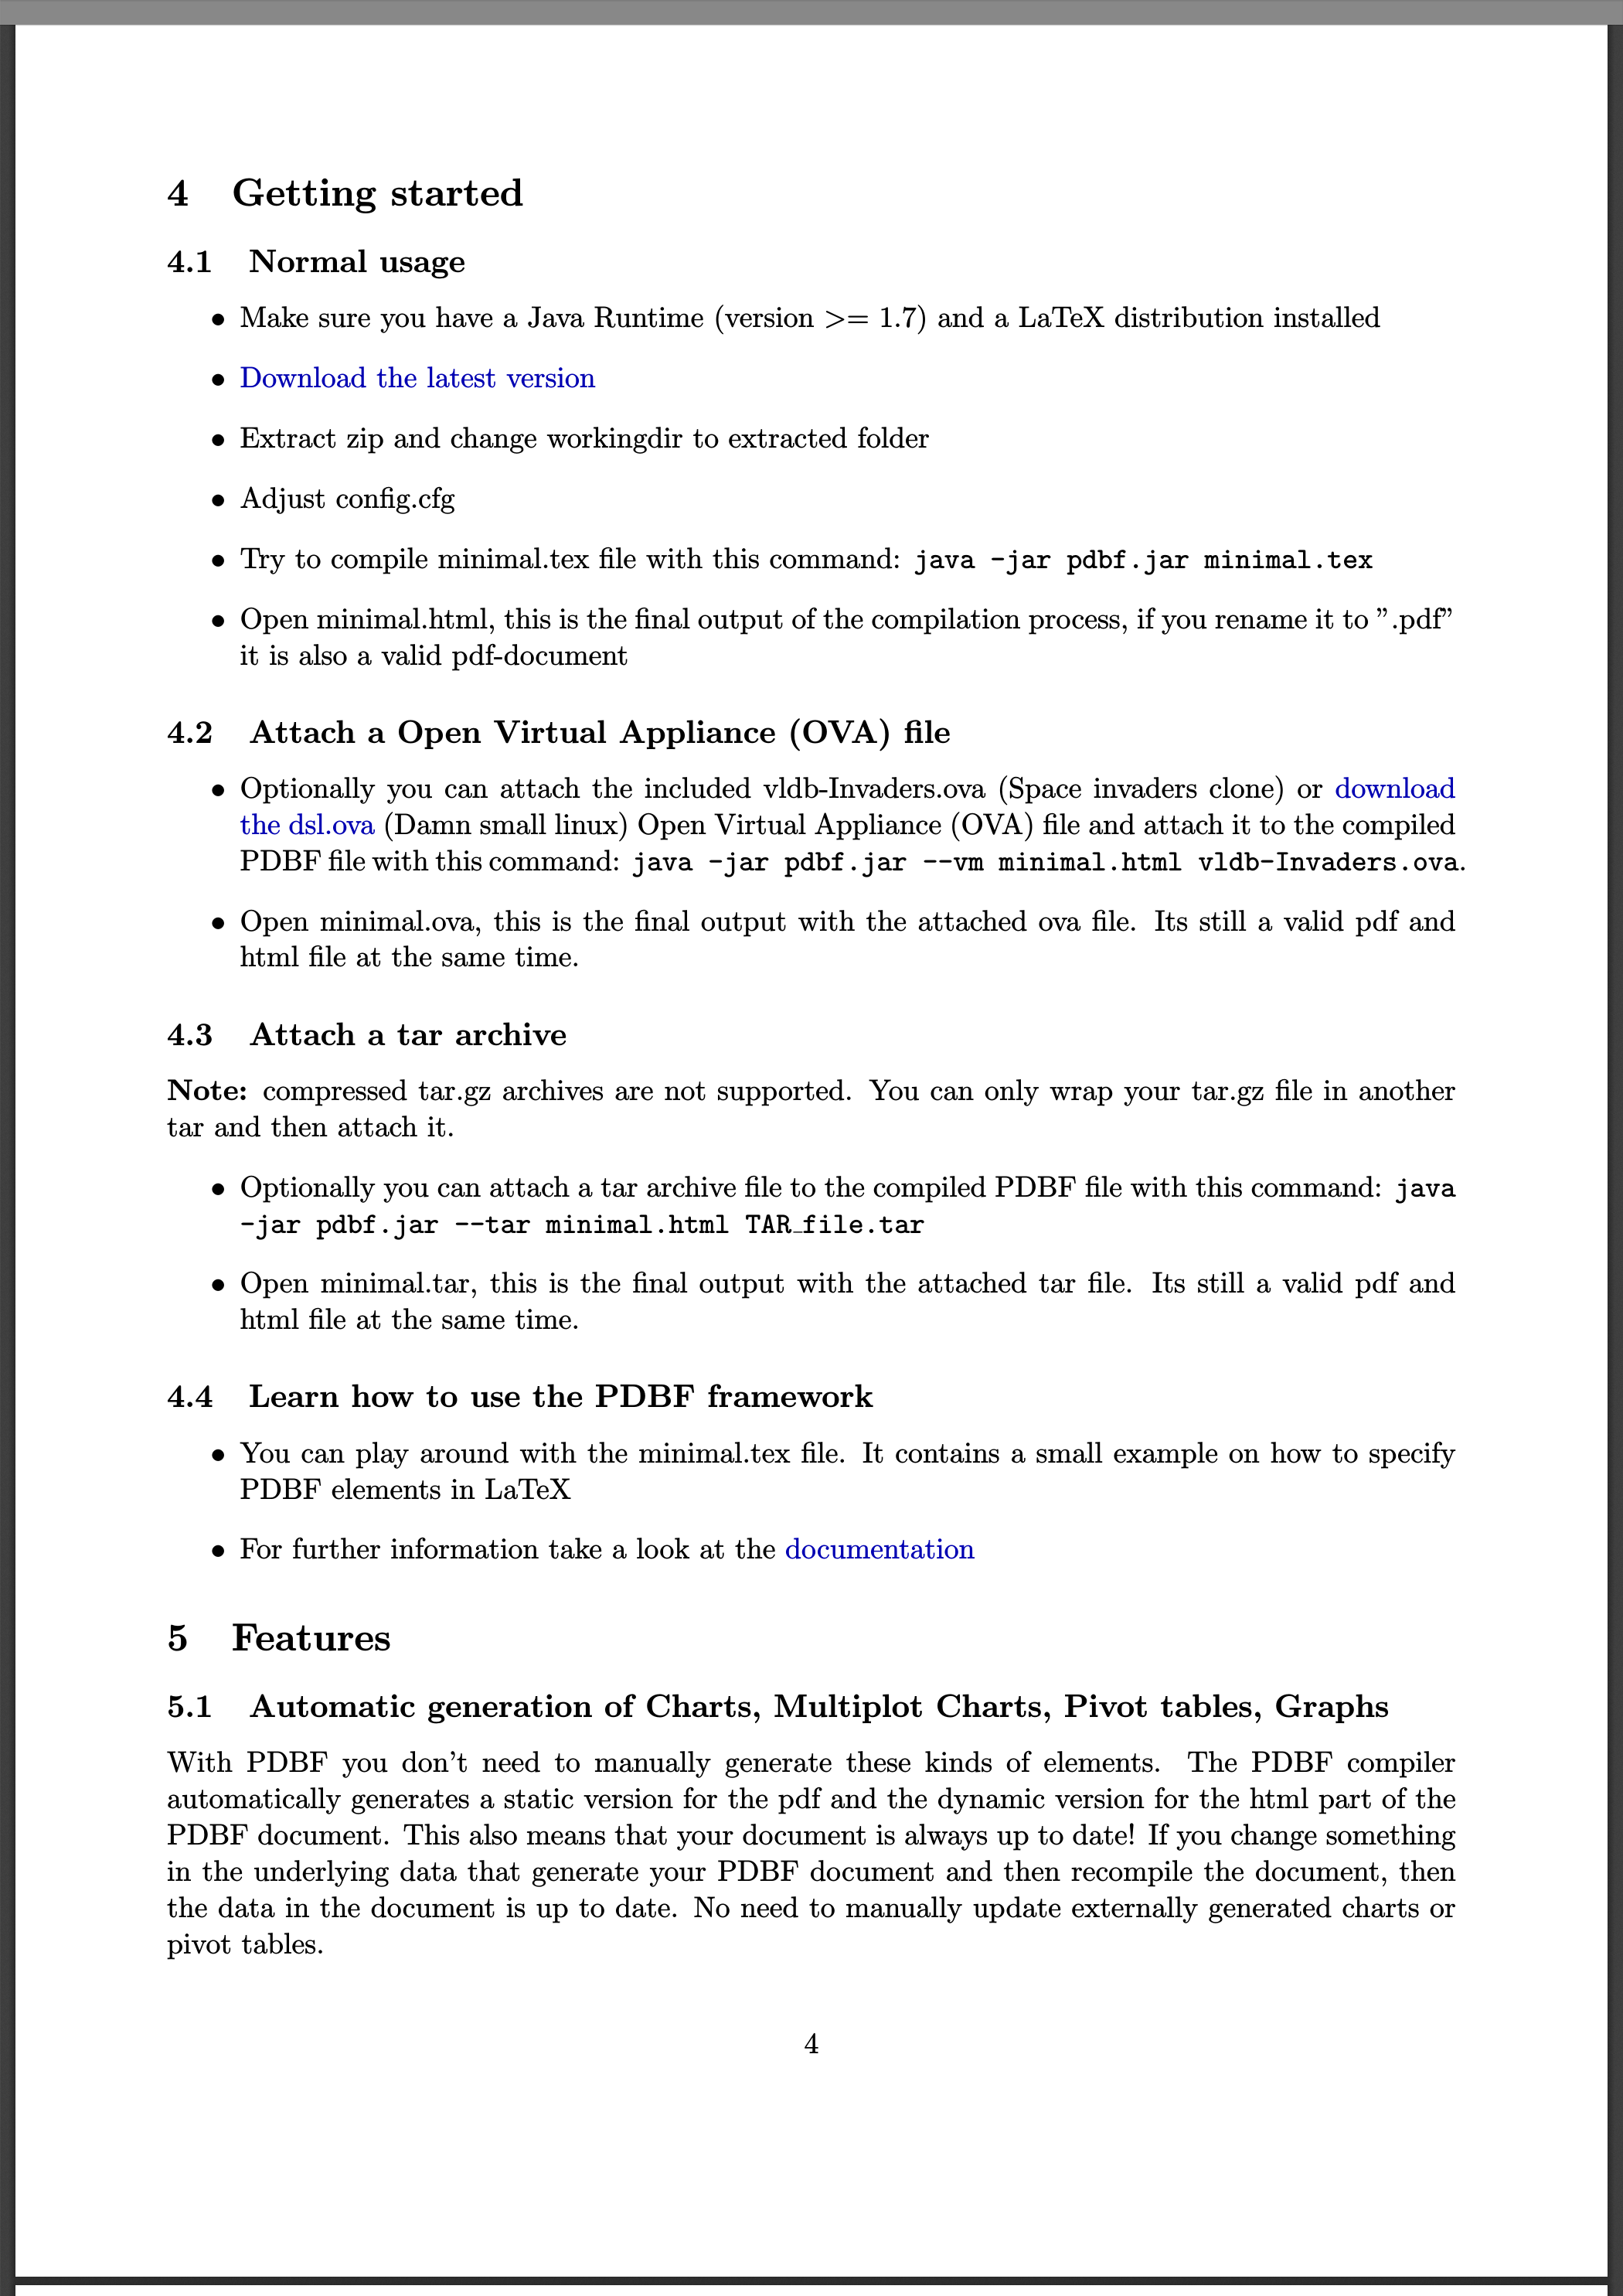 4 Getting started
4.1 Normal usage
• Make sure you have a Java Runtime (version >= 1.7) and a LaTeX distribution installed
• Download the latest version
• Extract zip and change workingdir to extracted folder
• Adjust config.cfg
• Try to compile minimal.tex file with this command: java -jar pdbf.jar minimal.tex
• Open minimal.html, this is the final output of the compilation process, if you rename it to ”.pdf”
it is also a valid pdf-document
4.2 Attach a Open Virtual Appliance (OVA) file
• Optionally you can attach the included vldb-Invaders.ova (Space invaders clone) or download
the dsl.ova (Damn small linux) Open Virtual Appliance (OVA) file and attach it to the compiled
PDBF file with this command: java -jar pdbf.jar --vm minimal.html vldb-Invaders.ova.
• Open minimal.ova, this is the final output with the attached ova file. Its still a valid pdf and
html file at the same time.
4.3 Attach a tar archive
Note: compressed tar.gz archives are not supported. You can only wrap your tar.gz file in another
tar and then attach it.
• Optionally you can attach a tar archive file to the compiled PDBF file with this command: java
-jar pdbf.jar --tar minimal.html TAR_file.tar
• Open minimal.tar, this is the final output with the attached tar file. Its still a valid pdf and
html file at the same time.
4.4 Learn how to use the PDBF framework
• You can play around with the minimal.tex file. It contains a small example on how to specify
PDBF elements in LaTeX
• For further information take a look at the documentation
5 Features
5.1 Automatic generation of Charts, Multiplot Charts, Pivot tables, Graphs
With PDBF you don’t need to manually generate these kinds of elements. The PDBF compiler
automatically generates a static version for the pdf and the dynamic version for the html part of the
PDBF document. This also means that your document is always up to date! If you change something
in the underlying data that generate your PDBF document and then recompile the document, then
the data in the document is up to date. No need to manually update externally generated charts or
pivot tables.
4